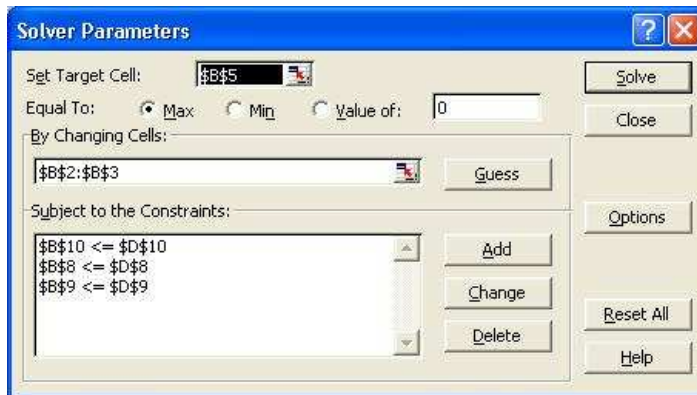 Solver Parameters
?
Set Target Cell: $B$5
Solve
Equal To: Max Min Value of: 0
Close
By Changing Cells:
$B$2:$B$3
Guess
Subject to the Constraints:
Options
$B$10 <= $D$10
$B$8 <= $D$8
$B$9 <= $D$9
Add
Change
Delete
Reset All
Help